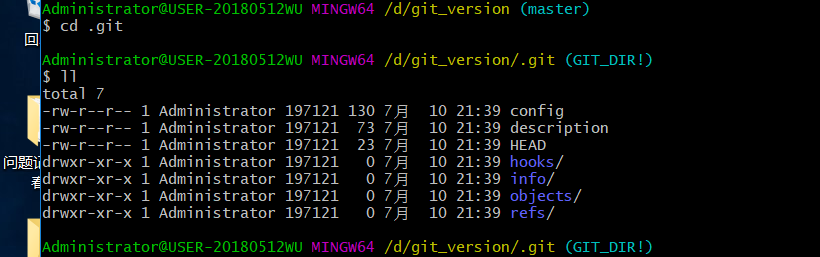 Administrator@USER-20180512WU MINGW64 /d/git_version (master)
$ cd .git
回
Administrator@USER-20180512WU MINGW64 /d/git_version/.git (GIT_DIR!)
$ ll
total 7
-rw-r--r-- 1 Administrator 197121 130 7月  10 21:39 config
-rw-r--r-- 1 Administrator 197121  73 7月  10 21:39 description
-rw-r--r-- 1 Administrator 197121  23 7月  10 21:39 HEAD
drwxr-xr-x 1 Administrator 197121   0 7月  10 21:39 hooks/
问题记
drwxr-xr-x 1 Administrator 197121   0 7月  10 21:39 info/
drwxr-xr-x 1 Administrator 197121   0 7月  10 21:39 objects/
drwxr-xr-x 1 Administrator 197121   0 7月  10 21:39 refs/
Administrator@USER-20180512WU MINGW64 /d/git_version/.git (GIT_DIR!)